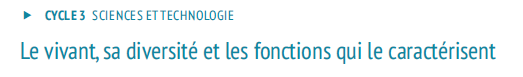 ▶ CYCLE 3 SCIENCES ET TECHNOLOGIE
Le vivant, sa diversité et les fonctions qui le caractérisent